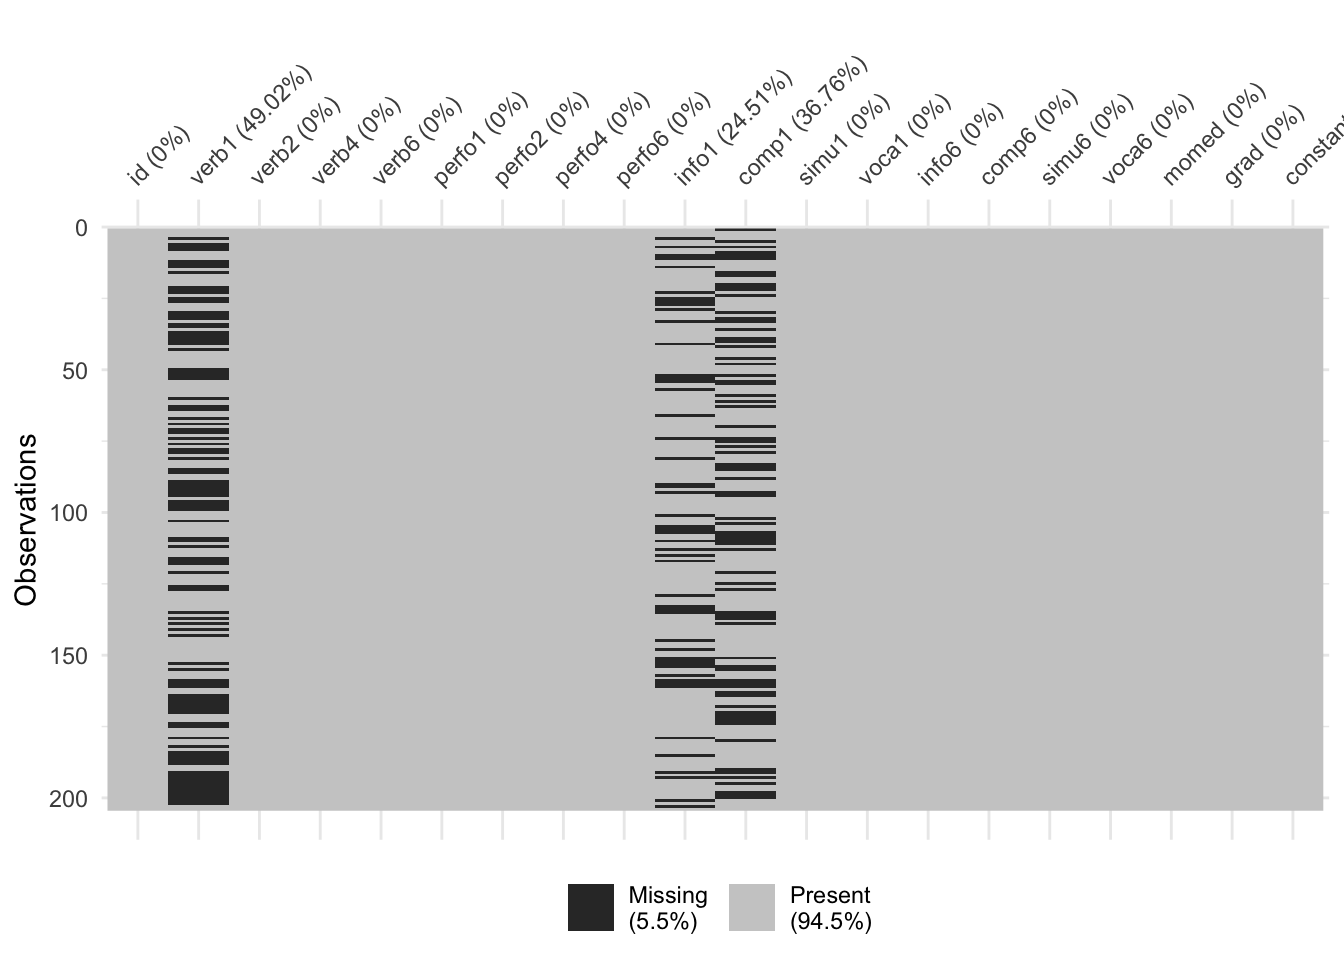 id (0%)
verb1 (49.02%)
verb2 (0%)
verb4 (0%)
verb6 (0%)
perfo1 (0%)
perfo2 (0%)
perfo4 (0%)
perfo6 (0%)
info1 (24.51%)
comp1 (36.76%)
simu1 (0%)
voca1 (0%)
info6 (0%)
comp6 (0%)
simu6 (0%)
voca6 (0%)
momed (0%)
grad (0%)
constant
0
50
100
150
200
Observations
Missing
(5.5%)
Present
(94.5%)